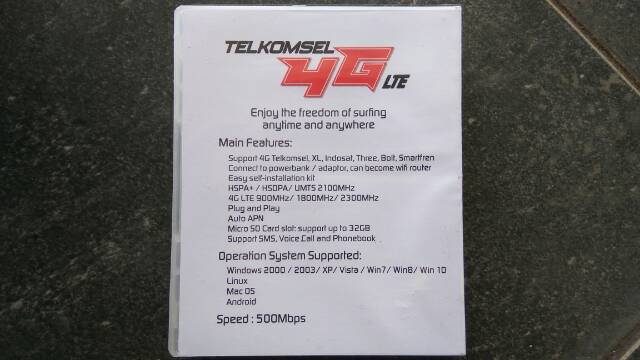 TELKOMSEL
4G LTE
Enjoy the freedom of surfing
anytime and anywhere
Main Features:
Support 4G Telkomsel, XL, Indosat, Three, Bolt, Smartfren
Connect to powerbank / adaptor, can become wifi router
Easy self-installation kit
HSPA+ / HSDPA/ UMTS 2100MHz
4G LTE 900MHz/ 1800MHz/ 2300MHz
Plug and Play
Auto APN
Micro SD Card slot: support up to 32GB
Support SMS, Voice Call and Phonebook
Operation System Supported:
Windows 2000 / 2003/ XP/ Vista / Win7/ Win8/ Win 10
Linux
Mac OS
Android
Speed : 500Mbps